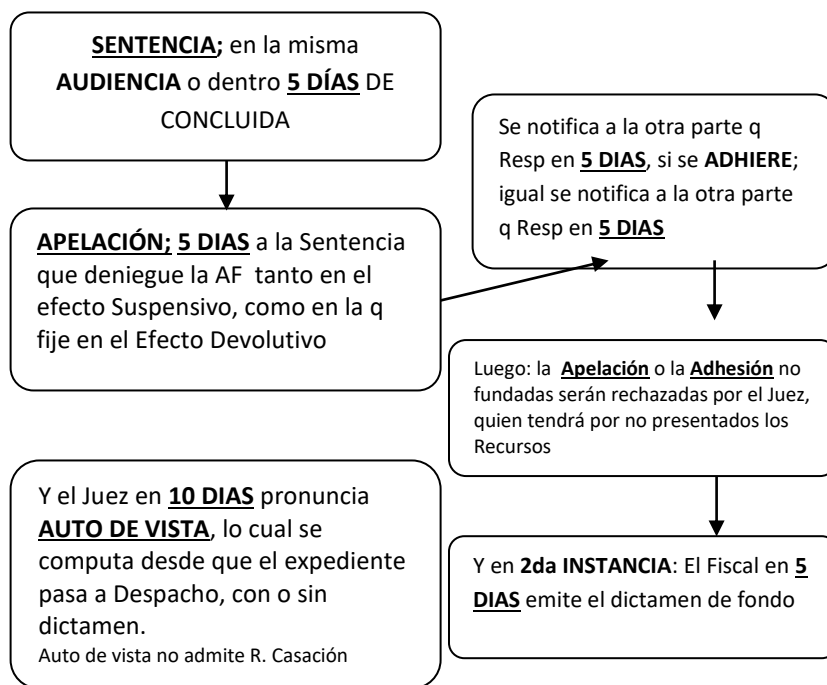 SENTENCIA; en la misma
AUDIENCIA o dentro 5 DÍAS DE
CONCLUIDA
APELACIÓN; 5 DIAS a la Sentencia
que deniegue la AF tanto en el
efecto Suspensivo, como en la q
fije en el Efecto Devolutivo
Se notifica a la otra parte q
Resp en 5 DIAS, si se ADHIERE;
igual se notifica a la otra parte
q Resp en 5 DIAS
Luego: la Apelación o la Adhesión no
fundadas serán rechazadas por el Juez,
quien tendrá por no presentados los
Recursos
Y en 2da INSTANCIA: El Fiscal en 5
DIAS emite el dictamen de fondo
Y el Juez en 10 DIAS pronuncia
AUTO DE VISTA, lo cual se
computa desde que el expediente
pasa a Despacho, con o sin
dictamen.
Auto de vista no admite R. Casación